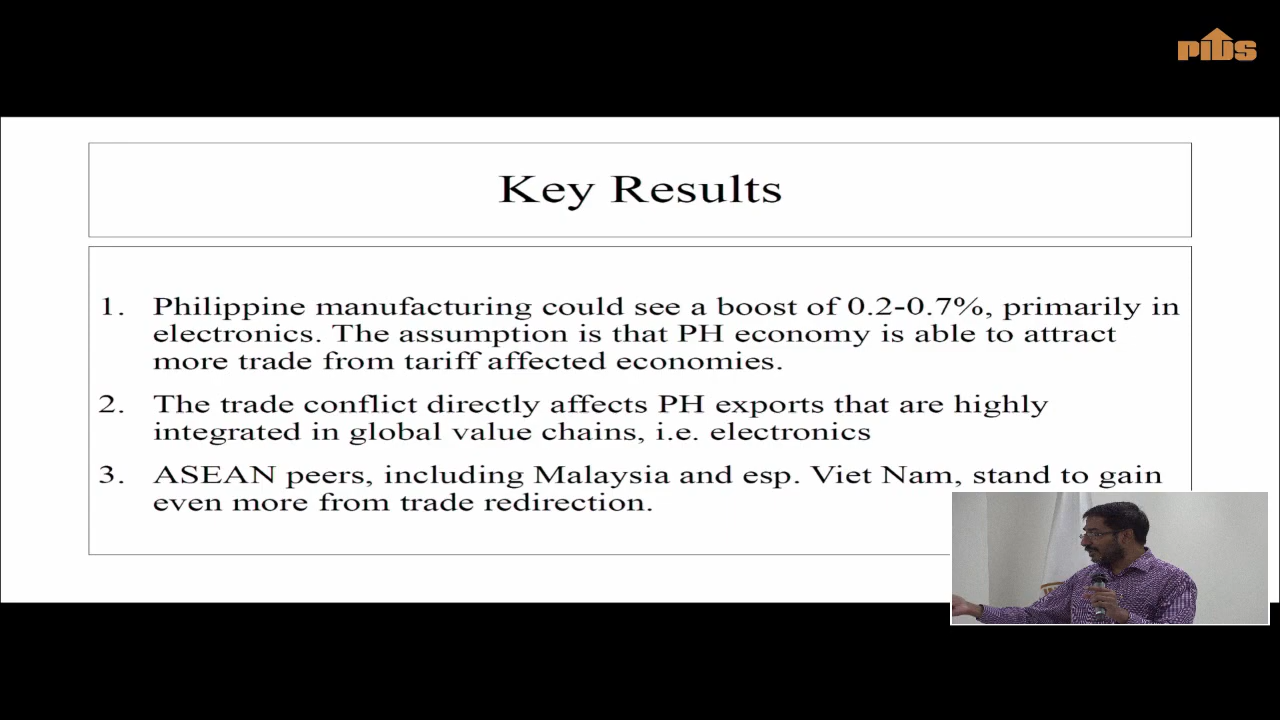 PIDS
Key Results
1. Philippine manufacturing could see a boost of 0.2-0.7%, primarily in
electronics. The assumption is that PH economy is able to attract
more trade from tariff affected economies.
2. The trade conflict directly affects PH exports that are highly
integrated in global value chains, i.e. electronics
3. ASEAN peers, including Malaysia and esp. Viet Nam, stand to gain
even more from trade redirection.